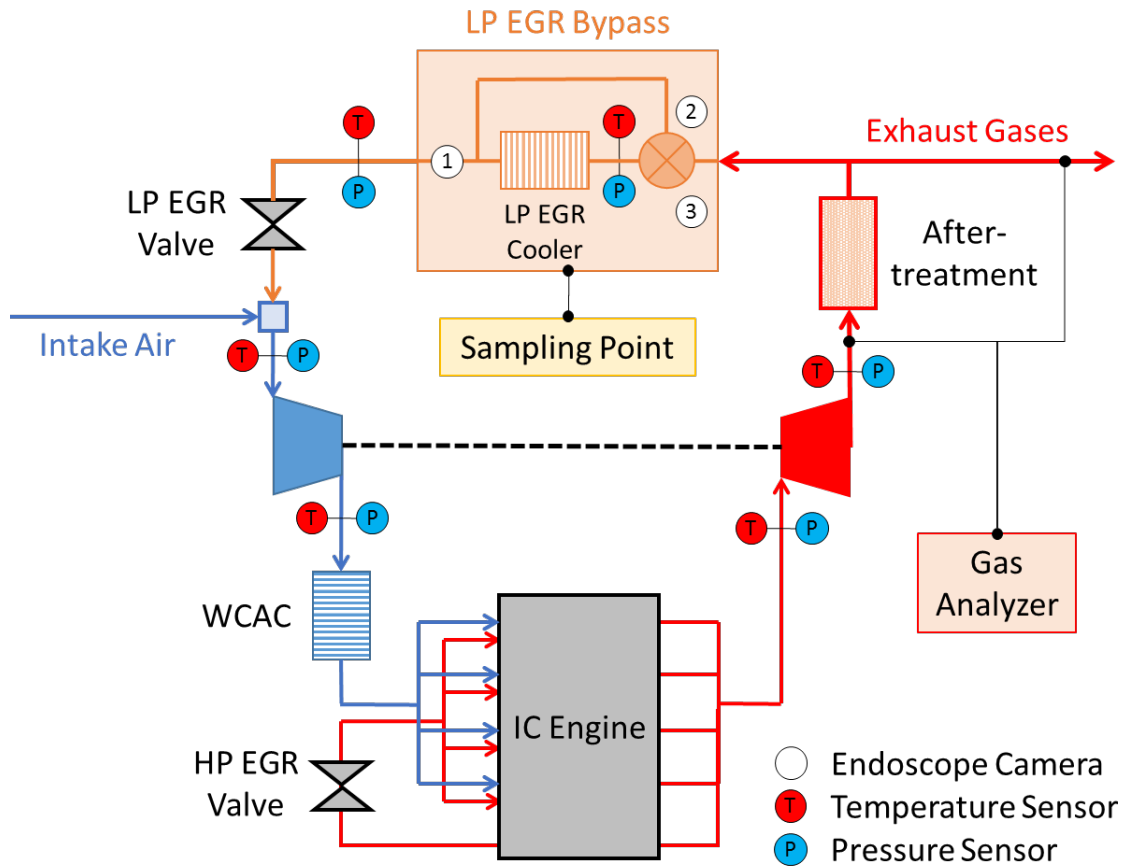 LP EGR Bypass
T
P
1
T
P
2
3
LP EGR
Cooler
Exhaust Gases
LP EGR
Valve
After-
treatment
Intake Air
Sampling Point
T
P
T
P
T
P
T
P
WCAC
Gas
Analyzer
IC Engine
HP EGR
Valve
Endoscope Camera
T
Temperature Sensor
P
Pressure Sensor